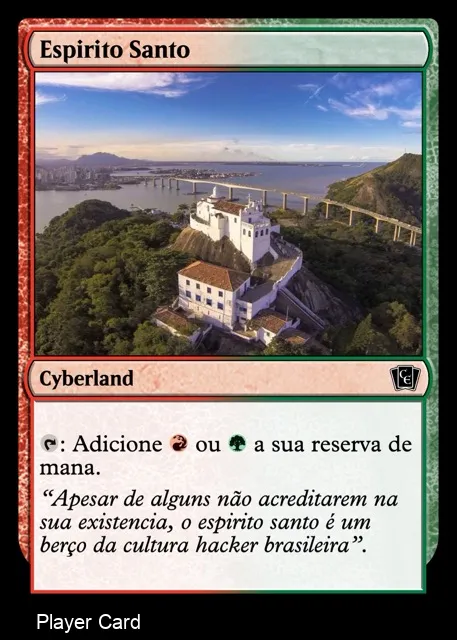 Espirito Santo
Cyberland
CE
: Adicione ou a sua reserva de
mana.
“Apesar de alguns não acreditarem na
sua existencia, o espirito santo é um
berço da cultura hacker brasileira”.
Player Card